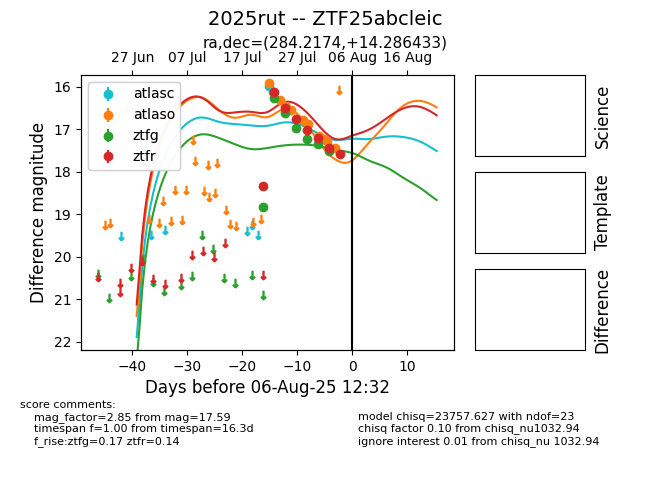 2025rut -- ZTF25abcleic
ra,dec=(284.2174,+14.286433)
27 Jun 07 Jul 17 Jul 27 Jul 06 Aug 16 Aug
atlasc
atlaso
ztfg
ztfr
16
17
18
19
20
21
22
Difference magnitude
−40 −30 −20 −10 0 10
Days before 06-Aug-25 12:32
Science
Template
Difference
score comments:
mag_factor=2.85 from mag=17.59
timespan f=1.00 from timespan=16.3d
f_rise:ztfg=0.17 ztfr=0.14
model chisq=23757.627 with ndof=23
chisq factor 0.10 from chisq_nu1032.94
ignore interest 0.01 from chisq_nu 1032.94